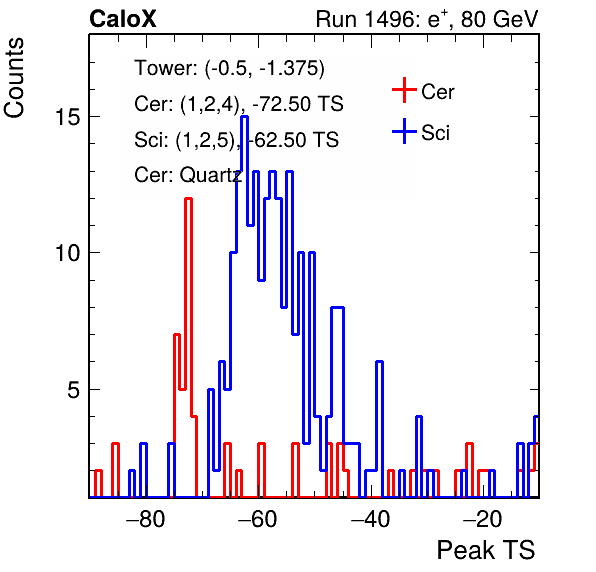 CaloX Run 1496: e+, 80 GeV
Counts
Tower: (-0.5, -1.375)
Cer: (1,2,4), -72.50 TS
Sci: (1,2,5), -62.50 TS
Cer: Quartz
Cer
Sci
15
10
5
−80 −60 −40 −20
Peak TS